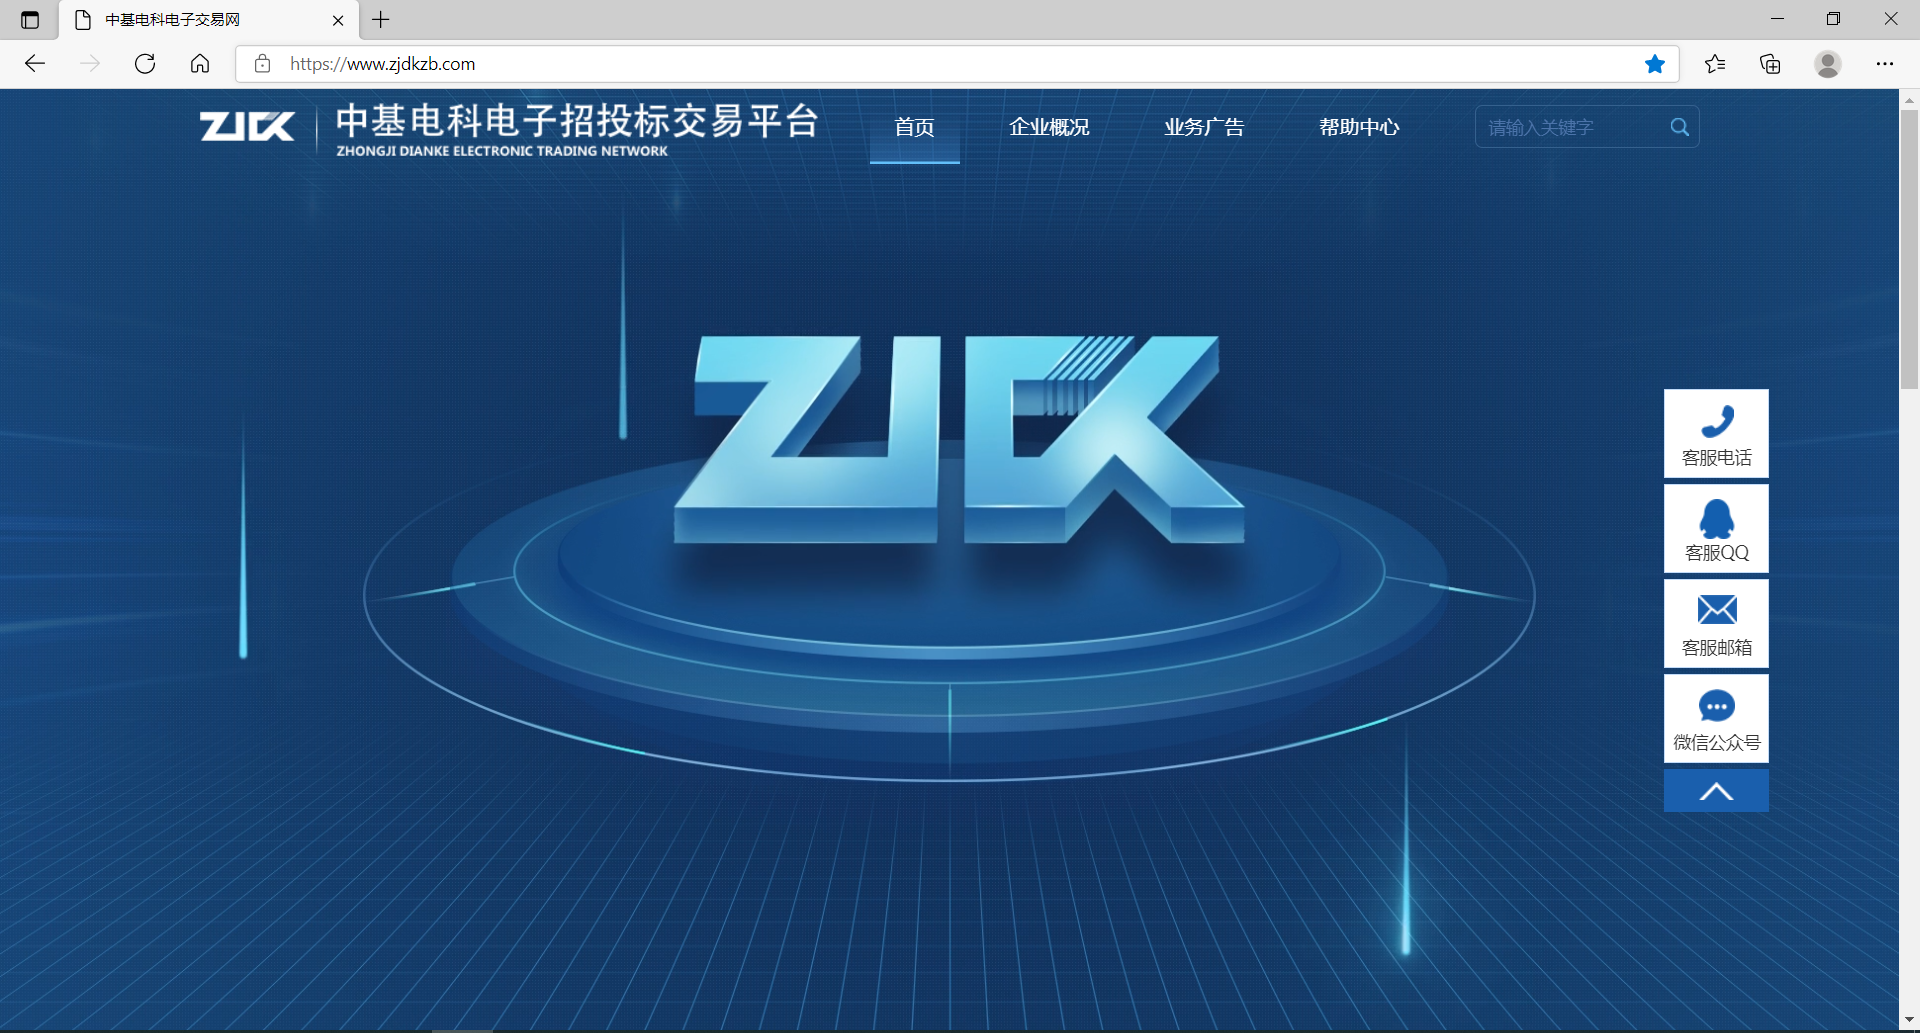 中基电科电子交易网
https://www.zjdkzb.com
ZJDK
中基电科电子招投标交易平台
ZHONGJI DIANKE ELECTRONIC TRADING NETWORK
首页
企业概况
业务广告
帮助中心
请输入关键字
ZJDK
客服电话
客服QQ
客服邮箱
微信公众号